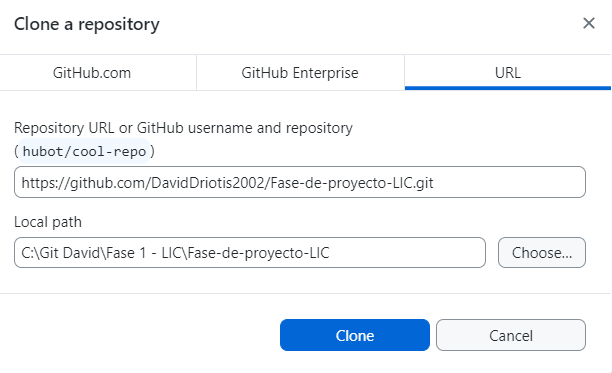 Clone a repository
GitHub.com
GitHub Enterprise
URL
Repository URL or GitHub username and repository
(hubot/cool-repo)
https://github.com/DavidDriotis2002/Fase-de-proyecto-LIC.git
Local path
C:\Git David\Fase 1 - LIC\Fase-de-proyecto-LIC
Choose...
Clone
Cancel